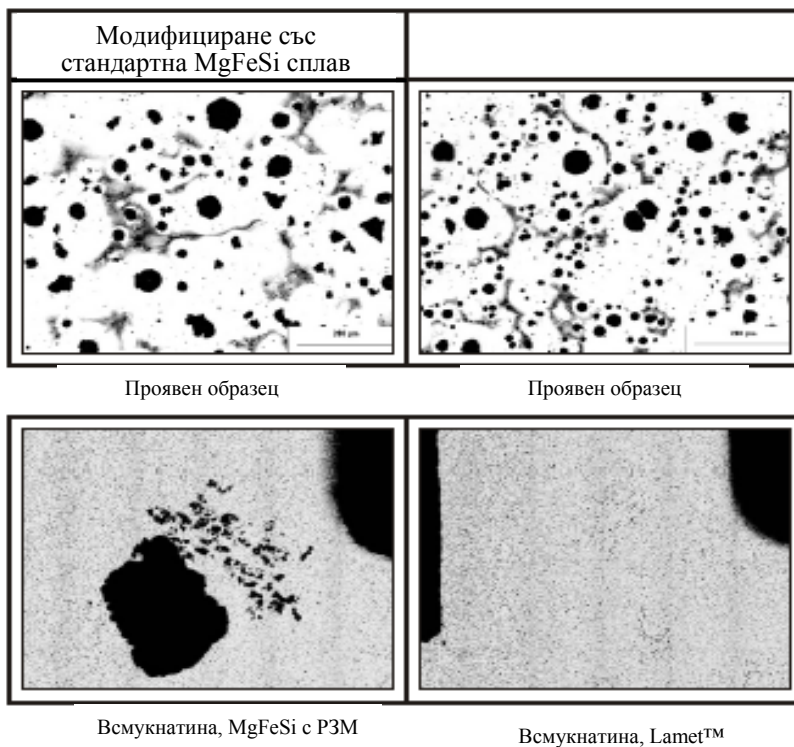 Модифициране със
стандартна MgFeSi сплав
Проявен образец
Проявен образец
Всмукнатина, MgFeSi с РЗМ
Всмукнатина, Lamet™